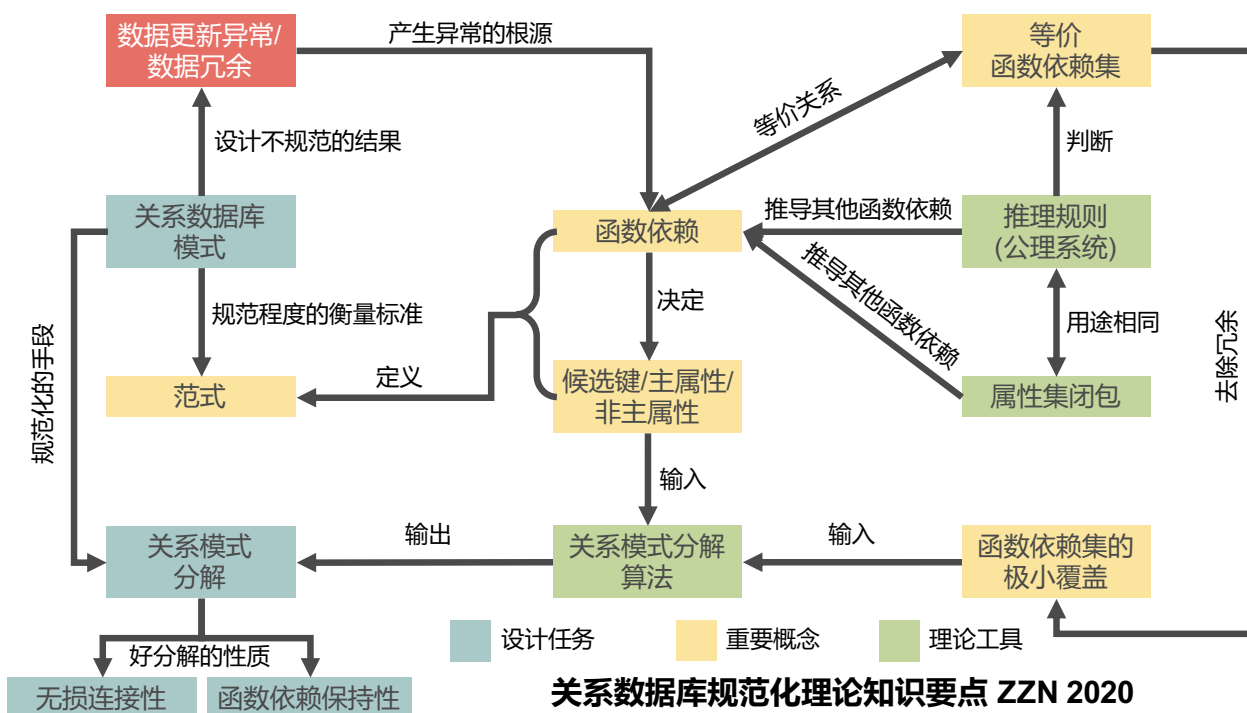 数据更新异常/
数据冗余
产生异常的根源
等价
函数依赖集
设计不规范的结果
等价关系
判断
关系数据库
模式
函数依赖
推导其他函数依赖
推理规则
(公理系统)
规范程度的衡量标准
决定
推导其他函数依赖
用途相同
去除冗余
规范化的手段
范式
定义
候选键/主属性/
非主属性
属性集闭包
输入
关系模式
分解
输出
关系模式分解
算法
输入
函数依赖集的
极小覆盖
好分解的性质
设计任务
重要概念
理论工具
无损连接性
函数依赖保持性
关系数据库规范化理论知识要点 ZZN 2020